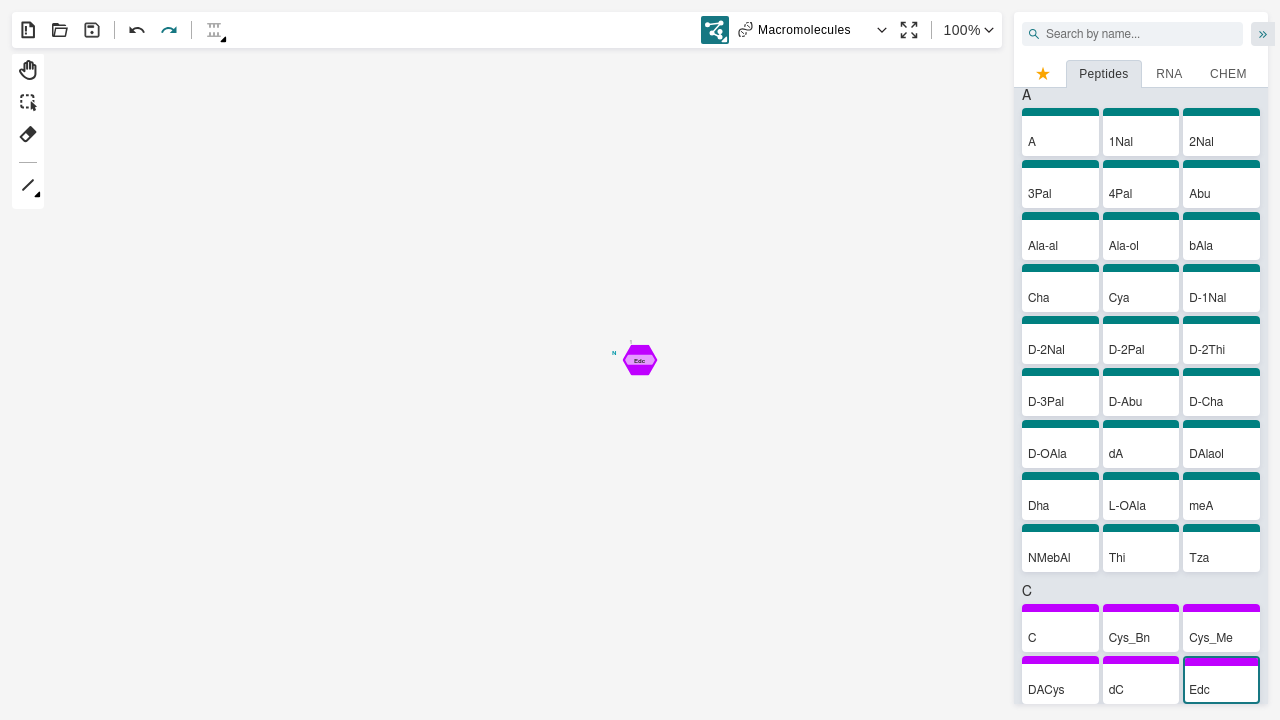 Macromolecules
100%
Search by name...
Peptides
RNA
CHEM
A
A
1Nal
2Nal
3Pal
4Pal
Abu
Ala-al
Ala-ol
bAla
Cha
Cya
D-1Nal
D-2Nal
D-2Pal
D-2Thi
D-3Pal
D-Abu
D-Cha
D-OAla
dA
DAlaol
Dha
L-OAla
meA
NMebAl
Thi
Tza
C
C
Cys_Bn
Cys_Me
DACys
dC
Edc
N
Edc